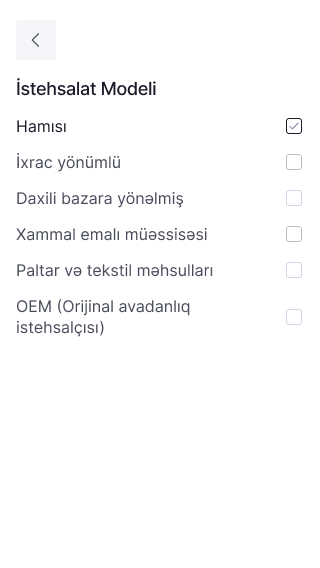 İstehsalat Modeli
Hamısı
İxrac yönümlü
Daxili bazara yönəlmiş
Xammal emalı müəssisəsi
Paltar və tekstil məhsulları
OEM (Orijinal avadanlıq
istehsalçısı)